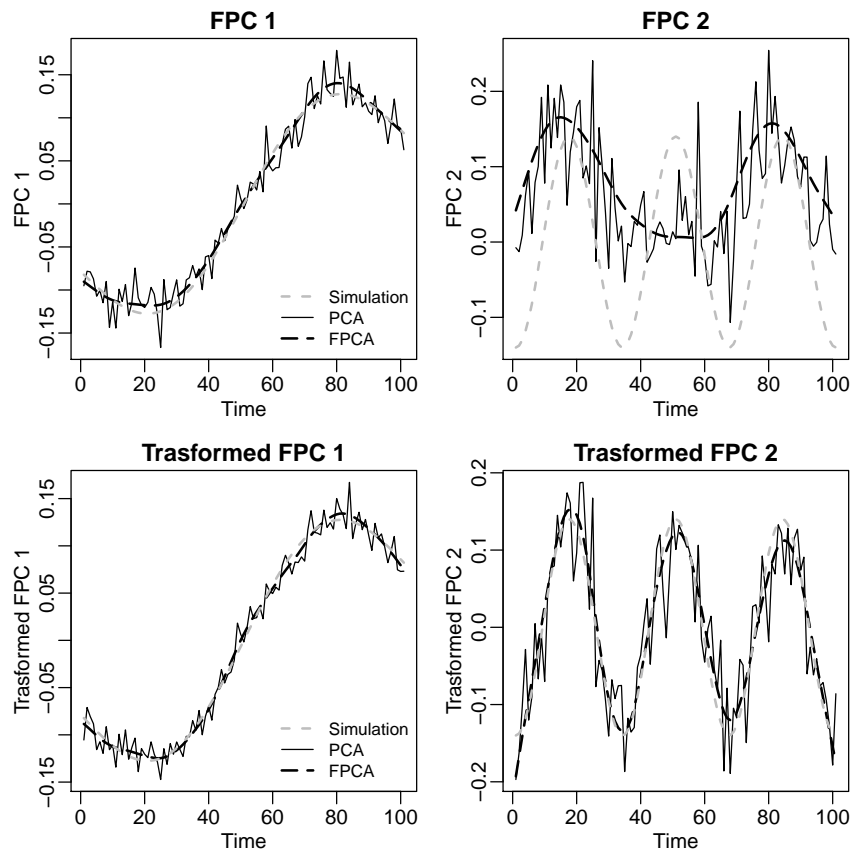 FPC 1
FPC 2
FPC 1
0.15
0.05
−0.05
−0.15
Simulation
PCA
FPCA
0 20 40 60 80 100
Time
FPC 2
0.2
0.1
0.0
−0.1
0 20 40 60 80 100
Time
Trasformed FPC 1
Trasformed FPC 2
Trasformed FPC 1
0.15
0.05
−0.05
−0.15
Simulation
PCA
FPCA
0 20 40 60 80 100
Time
Trasformed FPC 2
0.2
0.1
0.0
−0.1
−0.2
0 20 40 60 80 100
Time